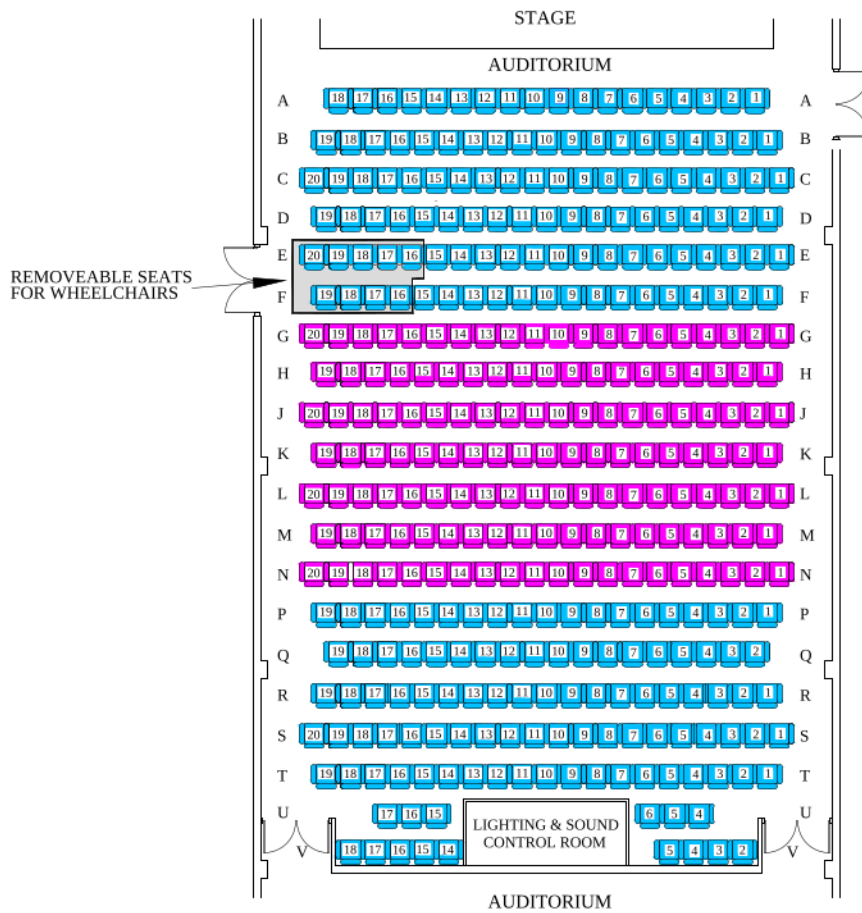 STAGE
AUDITORIUM
A 18 17 16 15 14 13 12 11 10 9 8 7 6 5 4 3 2 1 A
B 19 18 17 16 15 14 13 12 11 10 9 8 7 6 5 4 3 2 1 B
C 20 19 18 17 16 15 14 13 12 11 10 9 8 7 6 5 4 3 2 1 C
D 19 18 17 16 15 14 13 12 11 10 9 8 7 6 5 4 3 2 1 D
E 20 19 18 17 16 15 14 13 12 11 10 9 8 7 6 5 4 3 2 1 E
REMOVEABLE SEATS
FOR WHEELCHAIRS
F 19 18 17 16 15 14 13 12 11 10 9 8 7 6 5 4 3 2 1 F
G 20 19 18 17 16 15 14 13 12 11 10 9 8 7 6 5 4 3 2 1 G
H 19 18 17 16 15 14 13 12 11 10 9 8 7 6 5 4 3 2 1 H
J 20 19 18 17 16 15 14 13 12 11 10 9 8 7 6 5 4 3 2 1 J
K 19 18 17 16 15 14 13 12 11 10 9 8 7 6 5 4 3 2 1 K
L 20 19 18 17 16 15 14 13 12 11 10 9 8 7 6 5 4 3 2 1 L
M 19 18 17 16 15 14 13 12 11 10 9 8 7 6 5 4 3 2 1 M
N 20 19 18 17 16 15 14 13 12 11 10 9 8 7 6 5 4 3 2 1 N
P 19 18 17 16 15 14 13 12 11 10 9 8 7 6 5 4 3 2 1 P
Q 19 18 17 16 15 14 13 12 11 10 9 8 7 6 5 4 3 2 Q
R 19 18 17 16 15 14 13 12 11 10 9 8 7 6 5 4 3 2 1 R
S 20 19 18 17 16 15 14 13 12 11 10 9 8 7 6 5 4 3 2 1 S
T 19 18 17 16 15 14 13 12 11 10 9 8 7 6 5 4 3 2 1 T
U 17 16 15 6 5 4 U
LIGHTING & SOUND
CONTROL ROOM
V 18 17 16 15 14 5 4 3 2 V
AUDITORIUM